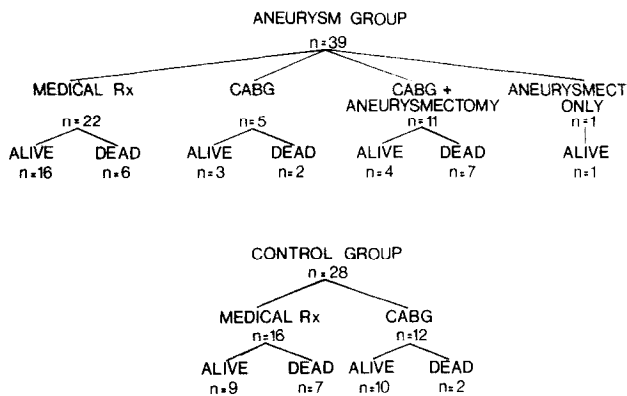 ANEURYSM GROUP
n=39
MEDICAL Rx CABG CABG + ANEURYSMECT
ANEURYSMECTOMY ONLY
n=22 n=5 n=11 n=1
ALIVE DEAD ALIVE DEAD ALIVE DEAD ALIVE
n=16 n=6 n=3 n=2 n=4 n=7 n=1
CONTROL GROUP
n=28
MEDICAL Rx CABG
n=16 n=12
ALIVE DEAD ALIVE DEAD
n=9 n=7 n=10 n=2